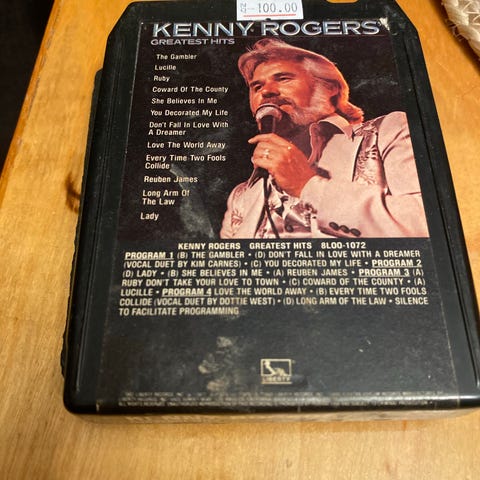 100.00
KENNY ROGERS'
GREATEST HITS
The Gambler
Lucille
Ruby
Coward Of The County
She Believes In Me
You Decorated My Life
Don't Fall In Love With
A Dreamer
Love The World Away
Every Time Two Fools
Collide
Reuben James
Long Arm Of
The Law
Lady
KENNY ROGERS GREATEST HITS 8LOO-1072
PROGRAM 1 (B) THE GAMBLER • (D) DON'T FALL IN LOVE WITH A DREAMER
(VOCAL DUET BY KIM CARNES) • (C) YOU DECORATED MY LIFE • PROGRAM 2
(D) LADY • (B) SHE BELIEVES IN ME • (A) REUBEN JAMES • PROGRAM 3 (A)
RUBY DON'T TAKE YOUR LOVE TO TOWN • (C) COWARD OF THE COUNTY • (A)
LUCILLE • PROGRAM 4 LOVE THE WORLD AWAY • (B) EVERY TIME TWO FOOLS
COLLIDE (VOCAL DUET BY DOTTIE WEST) • (D) LONG ARM OF THE LAW • SILENCE
TO FACILITATE PROGRAMMING
LIBERTY